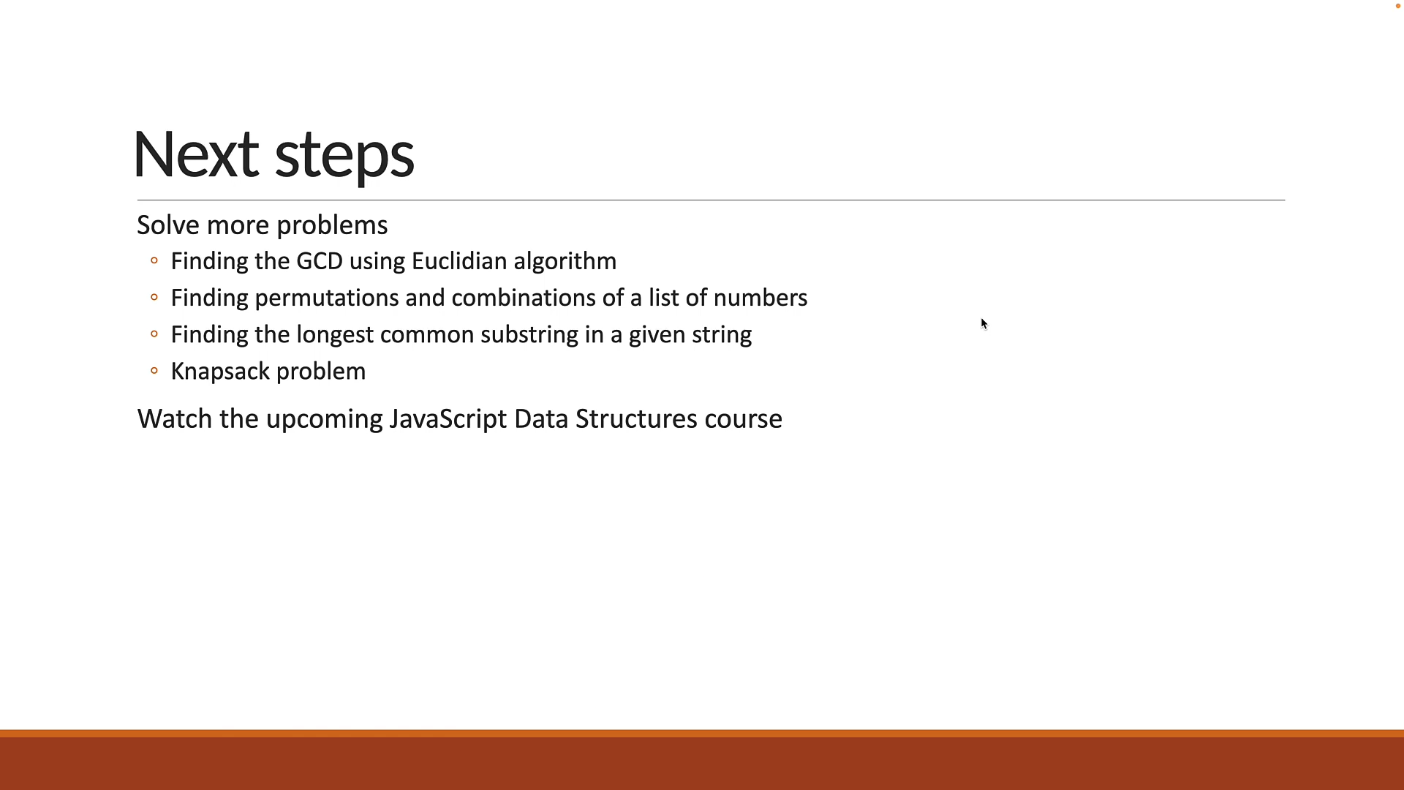 Next steps
Solve more problems
Finding the GCD using Euclidian algorithm
Finding permutations and combinations of a list of numbers
Finding the longest common substring in a given string
Knapsack problem
Watch the upcoming JavaScript Data Structures course